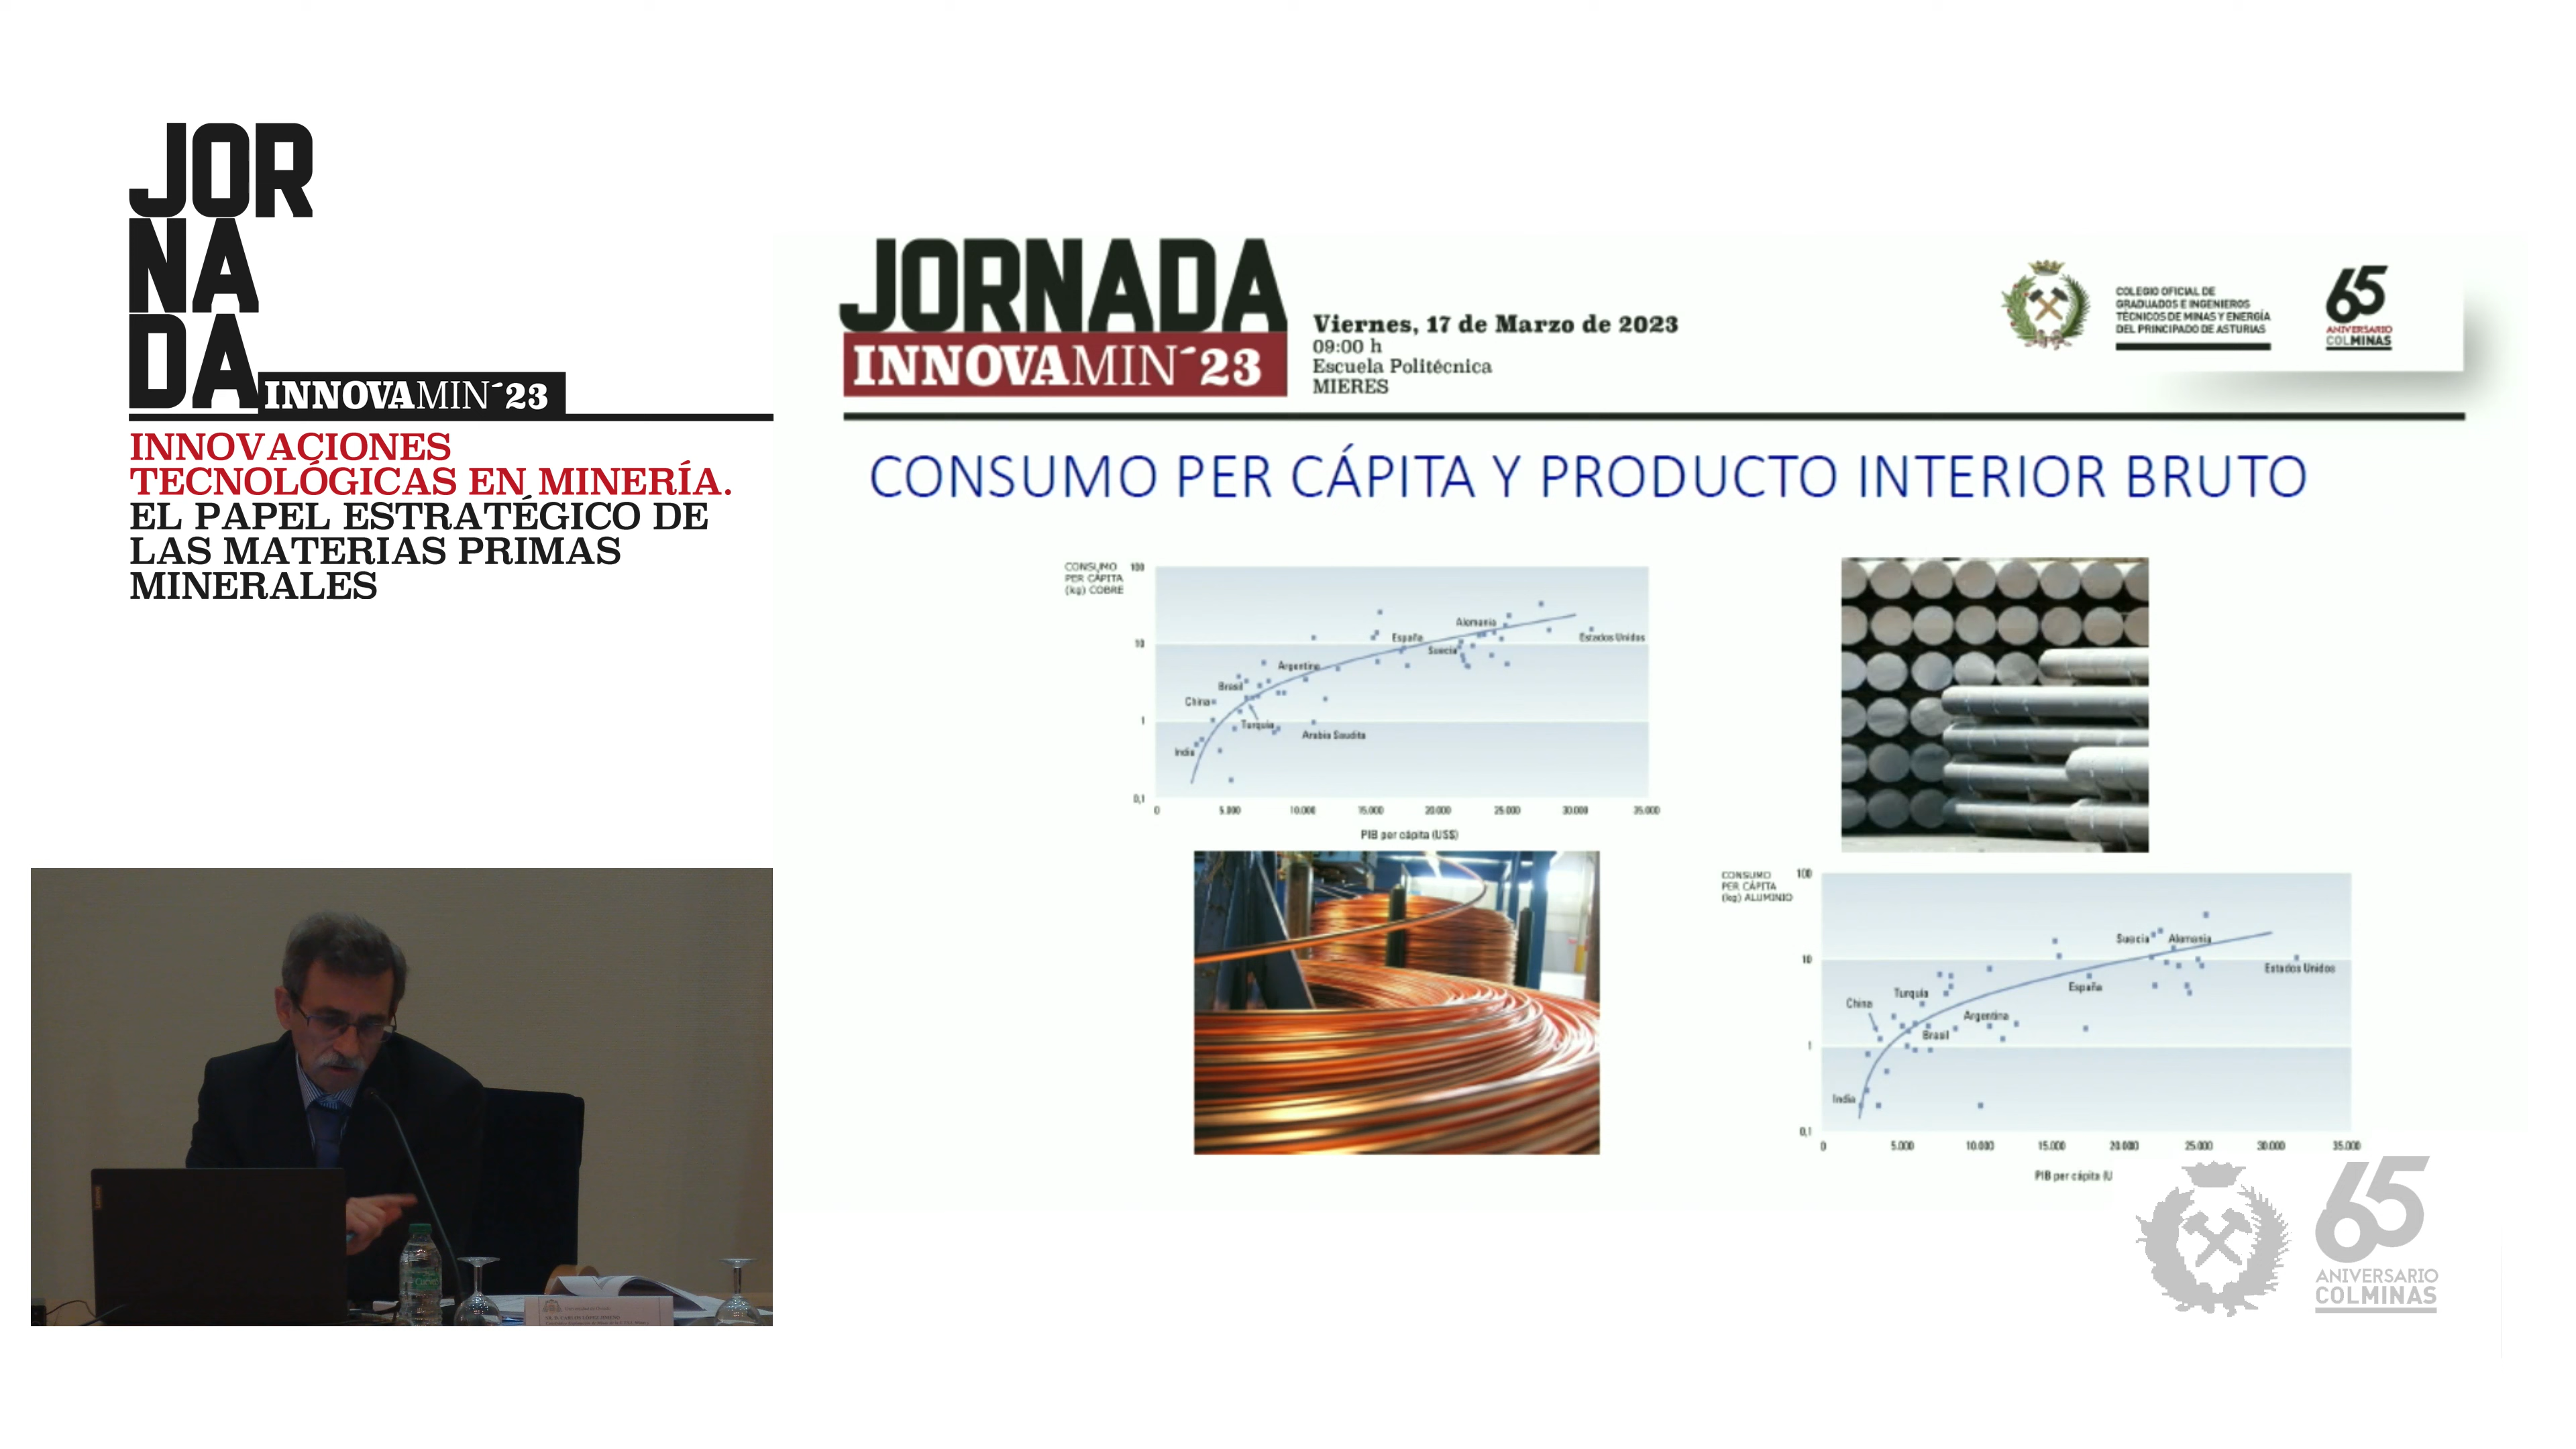 JOR
NA
DA
INNOVAMIN´23
INNOVACIONES
TECNOLÓGICAS EN MINERÍA.
EL PAPEL ESTRATÉGICO DE
LAS MATERIAS PRIMAS
MINERALES
JORNADA
INNOVAMIN´23
Viernes, 17 de Marzo de 2023
09:00 h
Escuela Politécnica
MIERES
COLEGIO OFICIAL DE
GRADUADOS E INGENIEROS
TÉCNICOS DE MINAS Y ENERGÍA
DEL PRINCIPADO DE ASTURIAS
65
ANIVERSARIO
COLMINAS
CONSUMO PER CÁPITA Y PRODUCTO INTERIOR BRUTO
CONSUMO
PER CÁPITA
(kg) COBRE
100
10
1
0,1
Alemania
España
Estados Unidos
Suecia
Argentina
Brasil
China
Turquía
Arabia Saudita
India
0 5.000 10.000 15.000 20.000 25.000 30.000 35.000
PIB per cápita (US$)
CONSUMO
PER CÁPITA
(kg) ALUMINIO
100
10
1
0,1
Suecia Alemania
Estados Unidos
España
Turquía
China
Argentina
Brasil
India
0 5.000 10.000 15.000 20.000 25.000 30.000 35.000
PIB per cápita (U
65
ANIVERSARIO
COLMINAS